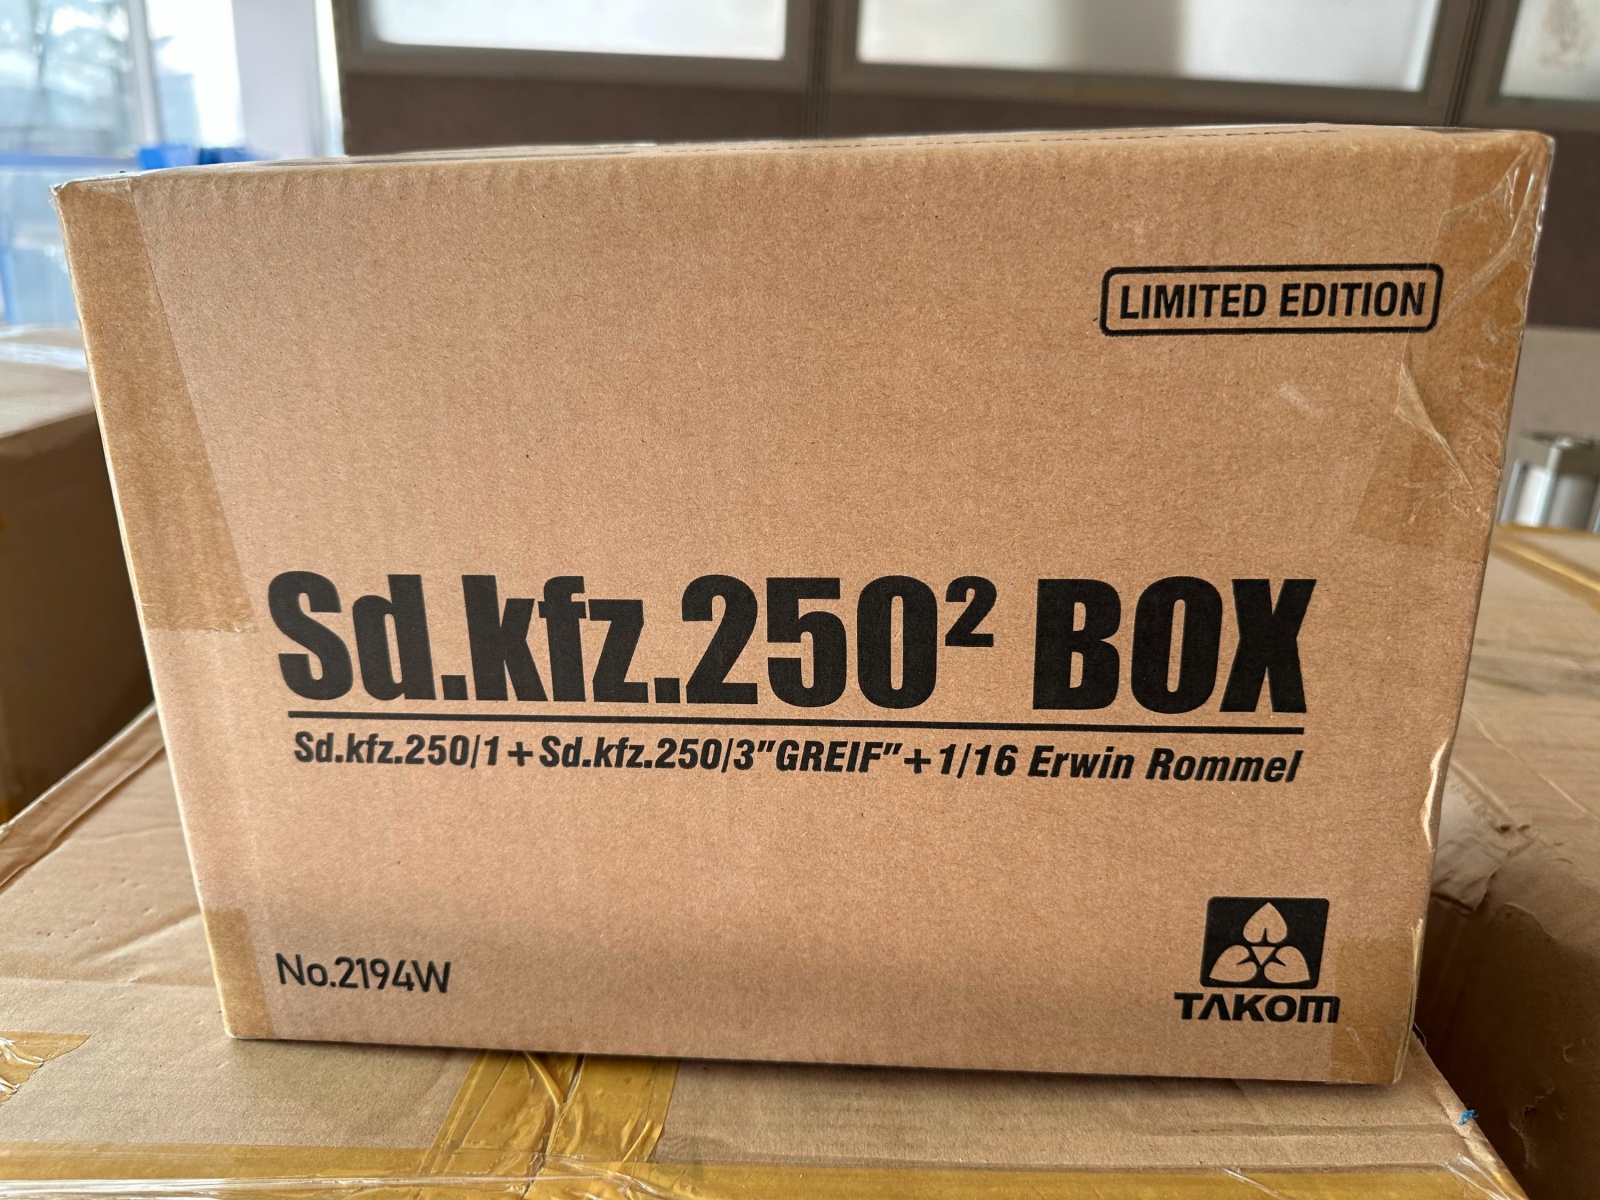 LIMITED EDITION
Sd.kfz.250² BOX
Sd.kfz.250/1+Sd.kfz.250/3"GREIF"+1/16 Erwin Rommel
No.2194W
TAKOM